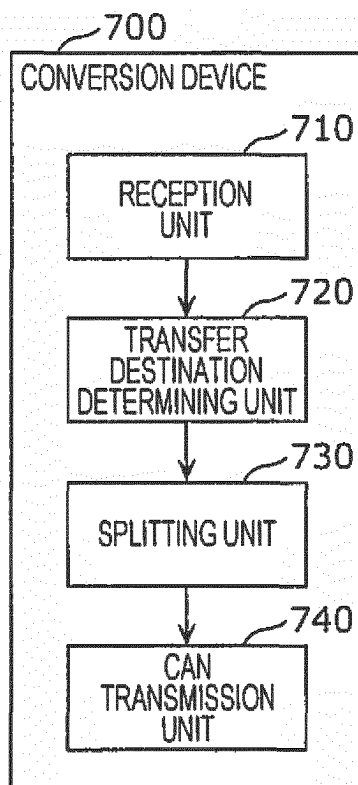 700
CONVERSION DEVICE
710
RECEPTION
UNIT
720
TRANSFER
DESTINATION
DETERMINING UNIT
730
SPLITTING UNIT
740
CAN
TRANSMISSION
UNIT